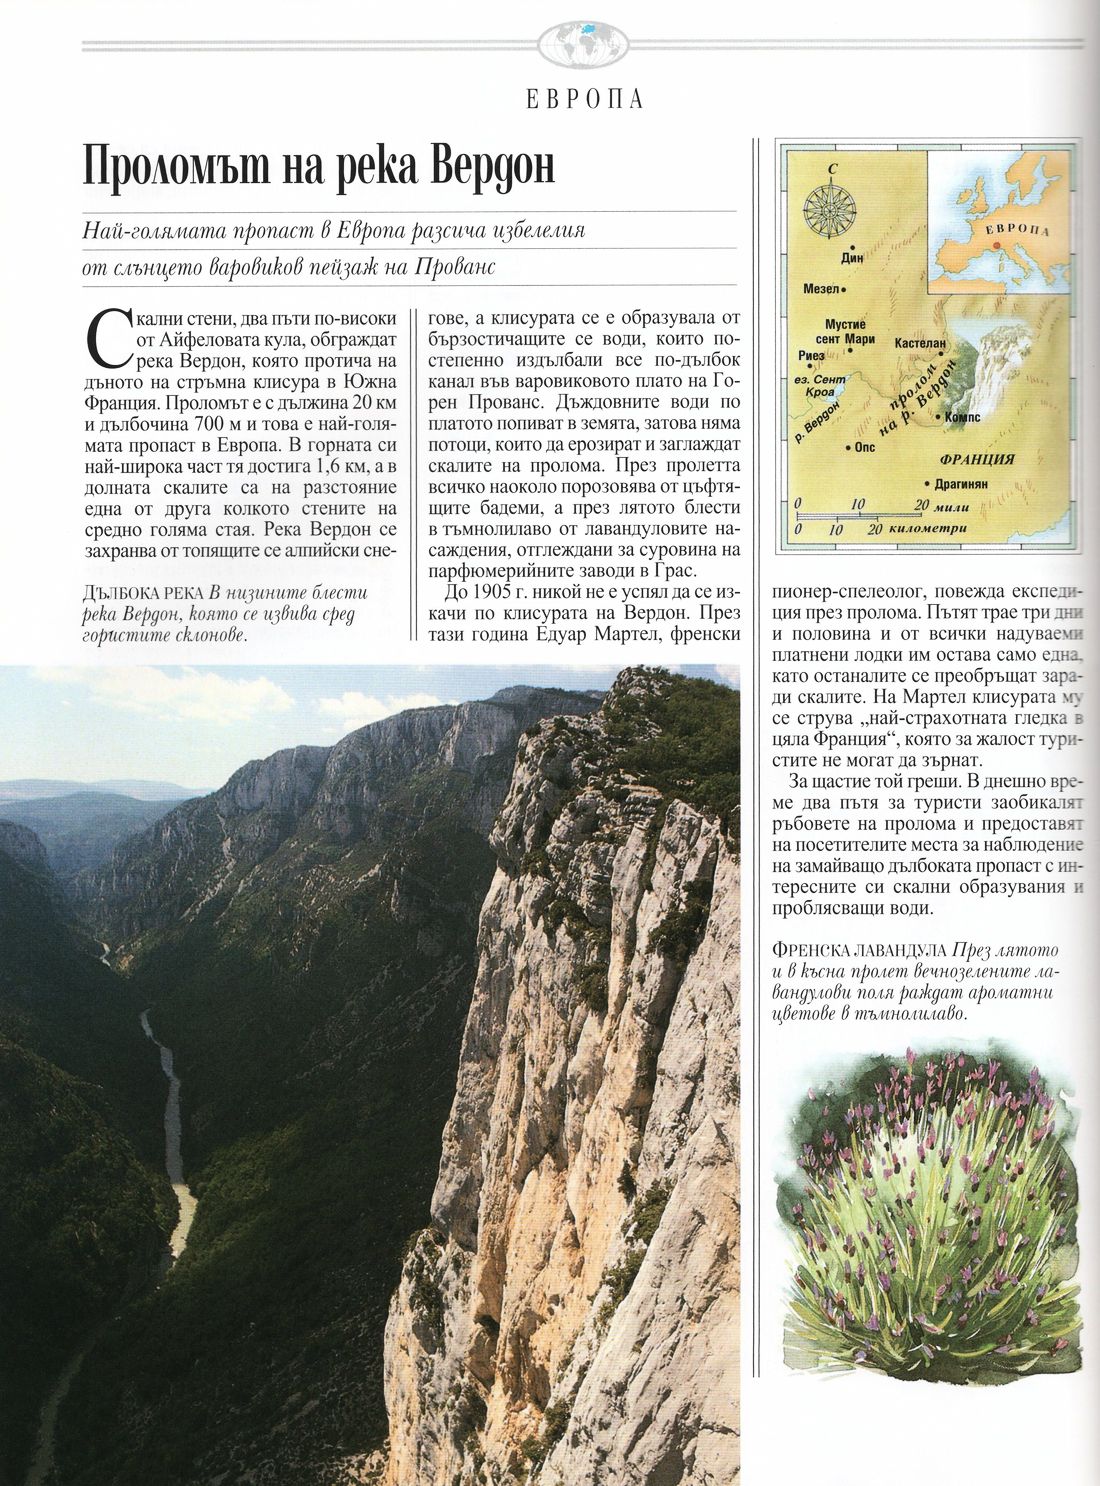 ЕВРОПА
Проломът на река Вердон
Най-голямата пропаст в Европа разсича избелелия
от слънцето варовиков пейзаж на Прованс
Скални стени, два пъти по-високи
от Айфеловата кула, обграждат
река Вердон, която протича на
дъното на стръмна клисура в Южна
Франция. Проломът е с дължина 20 км
и дълбочина 700 м и това е най-голя-
мата пропаст в Европа. В горната си
най-широка част тя достига 1,6 км, а в
долната скалите са на разстояние
една от друга колкото стените на
средно голяма стая. Река Вердон се
захранва от топящите се алпийски сне-
ДЪЛБОКА РЕКА В низините блести
река Вердон, която се извива сред
гористите склонове.
гове, а клисурата се е образувала от
бързостичащите се води, които по-
степенно издълбали все по-дълбок
канал във варовиковото плато на Го-
рен Прованс. Дъждовните води по
платото попиват в земята, затова няма
потоци, които да ерозират и заглаждат
скалите на пролома. През пролетта
всичко наоколо порозовява от цъфтя-
щите бадеми, а през лятото блести
в тъмнолилаво от лавандуловите на-
саждения, отглеждани за суровина на
парфюмерийните заводи в Грас.
До 1905 г. никой не е успял да се из-
качи по клисурата на Вердон. През
тази година Едуар Мартел, френски
С
ЕВРОПА
Дин
Мезел
Мустие
сент Мари
Кастелан
Риез
ез. Сент
Кроа
пролом
на р. Вердон
р. Вердон
Компс
Опс
ФРАНЦИЯ
Драгинян
0 10 20 мили
0 10 20 километри
пионер-спелеолог, повежда експеди-
ция през пролома. Пътят трае три дни
и половина и от всички надуваеми
платнени лодки им остава само една,
като останалите се преобръщат зара-
ди скалите. На Мартел клисурата му
се струва „най-страхотната гледка в
цяла Франция“, която за жалост тури-
стите не могат да зърнат.
За щастие той греши. В днешно вре-
ме два пътя за туристи заобикалят
ръбовете на пролома и предоставят
на посетителите места за наблюдение
на замайващо дълбоката пропаст с ин-
тересните си скални образувания и
проблясващи води.
ФРЕНСКА ЛАВАНДУЛА През лятото
и в късна пролет вечнозелените ла-
вандулови поля раждат ароматни
цветове в тъмнолилаво.